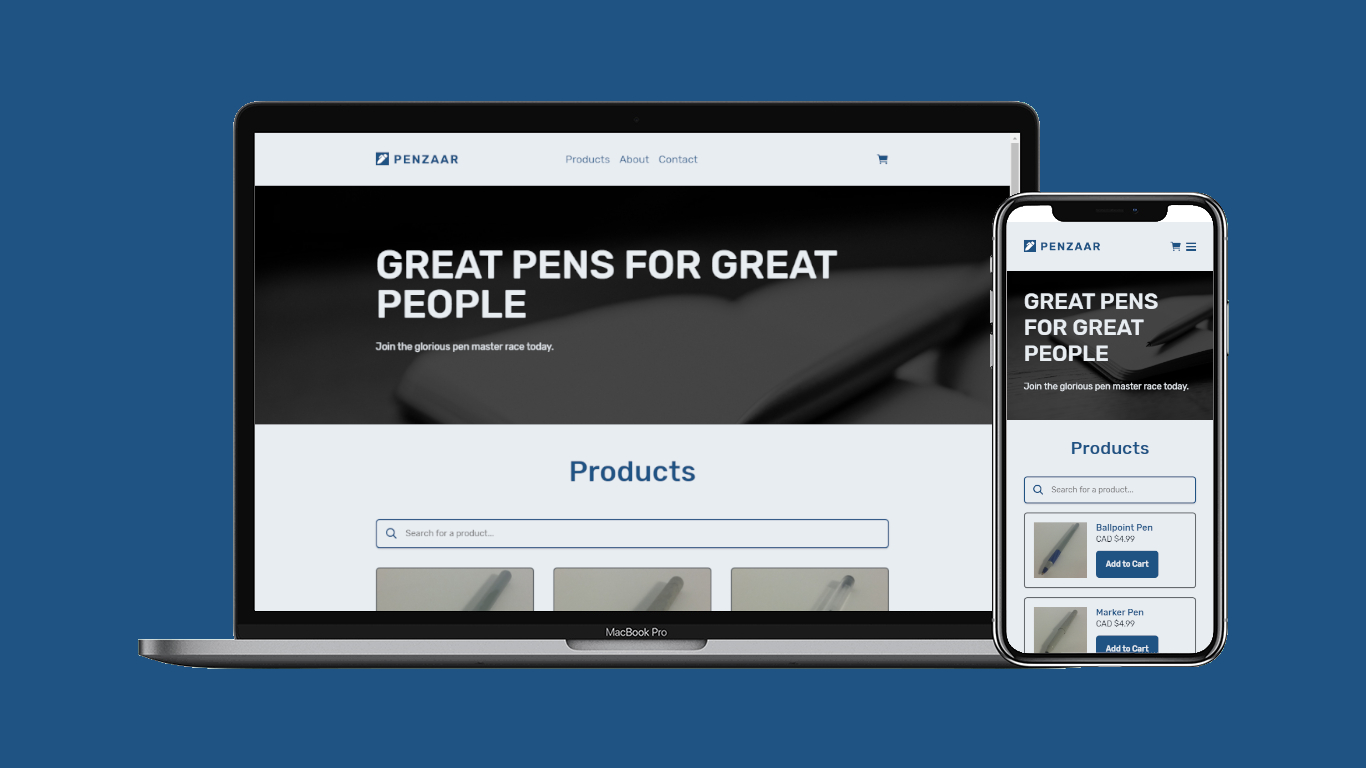 PENZAAR
Products About Contact
GREAT PENS FOR GREAT
PEOPLE
Join the glorious pen master race today.
Products
Search for a product...
MacBook Pro
PENZAAR
GREAT PENS
FOR GREAT
PEOPLE
Join the glorious pen master race today.
Products
Search for a product...
Ballpoint Pen
CAD $4.99
Add to Cart
Marker Pen
CAD $4.99
Add to Cart